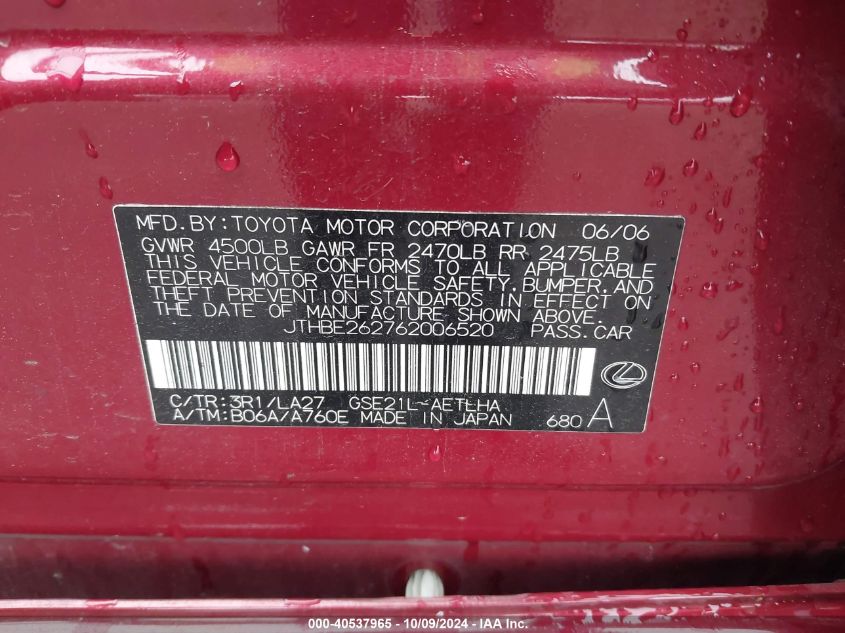 MFD.BY:TOYOTA MOTOR CORPORATION 06/06
GVWR 4500LB GAWR FR 2470LB RR 2475LB
THIS VEHICLE CONFORMS TO ALL APPLICABLE
FEDERAL MOTOR VEHICLE SAFETY.BUMPER.AND
THEFT PREVENTION STANDARDS IN EFFECT ON
THE DATE OF MANUFACTURE SHOWN ABOVE.
JTHBE262762006520 PASS.CAR
C/TR:3R1/LA27 GSE21L-AETLHA
A/TM:B06A/A760E MADE IN JAPAN 680 A
000-40537965 - 10/09/2024 - IAA Inc.